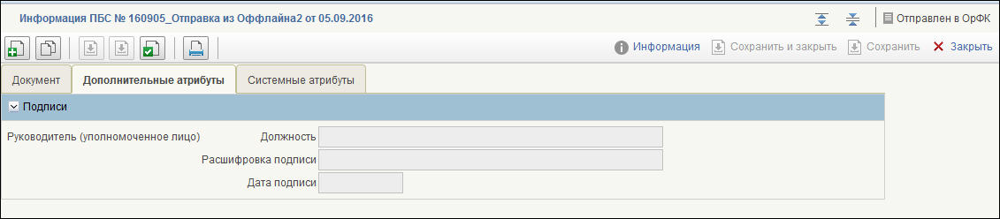 Информация ПБС № 160905_Отправка из Оффлайна2 от 05.09.2016
Отправлен в ОрФК
Информация Сохранить и закрыть Сохранить Закрыть
Документ Дополнительные атрибуты Системные атрибуты
Подписи
Руководитель (уполномоченное лицо) Должность
Расшифровка подписи
Дата подписи